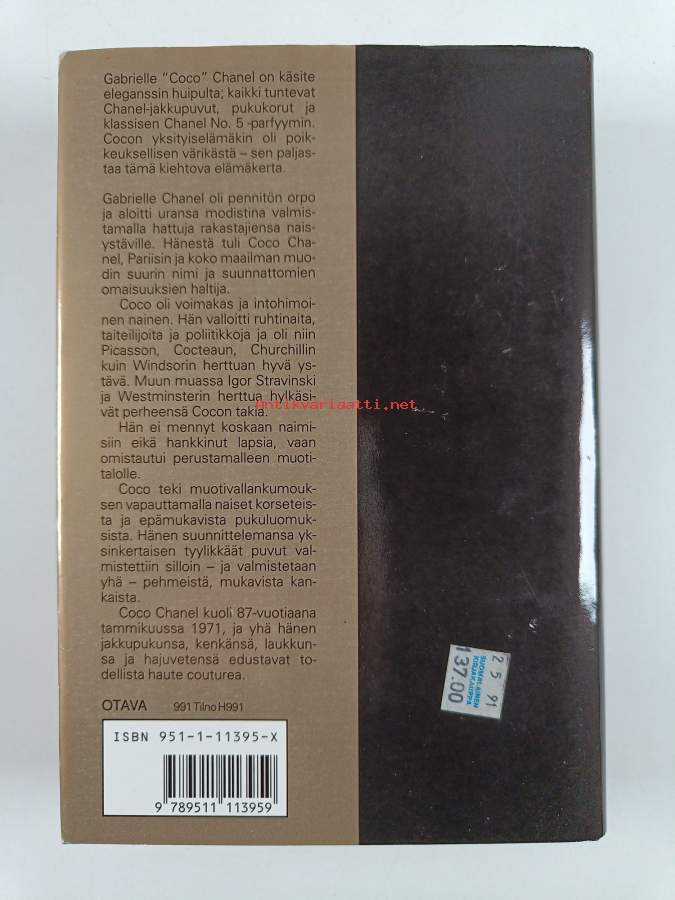 Gabrielle "Coco" Chanel on käsite
eleganssin huipulta; kaikki tuntevat
Chanel-jakkupuvut, pukukorut ja
klassisen Chanel No. 5 -parfyymin.
Cocon yksityiselämäkin oli poik-
keuksellisen värikästä – sen paljas-
taa tämä kiehtova elämäkerta.
Gabrielle Chanel oli pennitön orpo
ja aloitti uransa modistina valmis-
tamalla hattuja rakastajiensa nais-
ystäville. Hänestä tuli Coco Cha-
nel, Pariisin ja koko maailman muo-
din suurin nimi ja suunnattomien
omaisuuksien haltija.
Coco oli voimakas ja intohimoi-
nen nainen. Hän valloitti ruhtinaita,
taiteilijoita ja poliitikkoja ja oli niin
Picasson, Cocteaun, Churchillin
kuin Windsorin herttuan hyvä ys-
tävä. Muun muassa Igor Stravinski
ja Westminsterin herttua hylkäsi-
vät perheensä Cocon takia.
Antikvariaatti.net
Hän ei mennyt koskaan naimi-
siin eikä hankkinut lapsia, vaan
omistautui perustamalleen muoti-
talolle.
Coco teki muotivallankumouk-
sen vapauttamalla naiset korseteis-
ta ja epämukavista pukuluomuk-
sista. Hänen suunnittelemansa yk-
sinkertaisen tyylikkäät puvut val-
mistettiin silloin – ja valmistetaan
yhä – pehmeistä, mukavista kan-
kaista.
Coco Chanel kuoli 87-vuotiaana
tammikuussa 1971, ja yhä hänen
jakkupukunsa, kenkänsä, laukkun-
sa ja hajuvetensä edustavat to-
dellista haute couturea.
OTAVA 991 Tilno H991
ISBN 951-1-11395-X
9 789511 113959
2 5 91
SUOMALAINEN
KIRJAKAUPPA
137.00